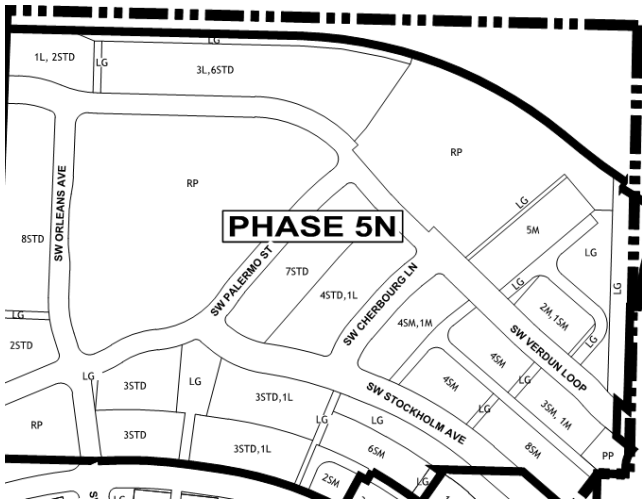 LG
1L, 2STD
LG
3L,6STD
RP
RP
LG
5M
LG
PHASE 5N
SW ORLEANS AVE
8STD
SW PALERMO ST
7STD
4STD,1L
SW CHERBOURG LN
LG
LG
2M,1SM
LG
4SM,1M
SW VERDUN LOOP
LG
2STD
4SM
LG
LG
3STD
LG
3STD,1L
4SM
SW STOCKHOLM AVE
LG
3SM, 1M
RP
3STD
3STD,1L
LG
LG
6SM
8SM
PP
2SM
LG
LG